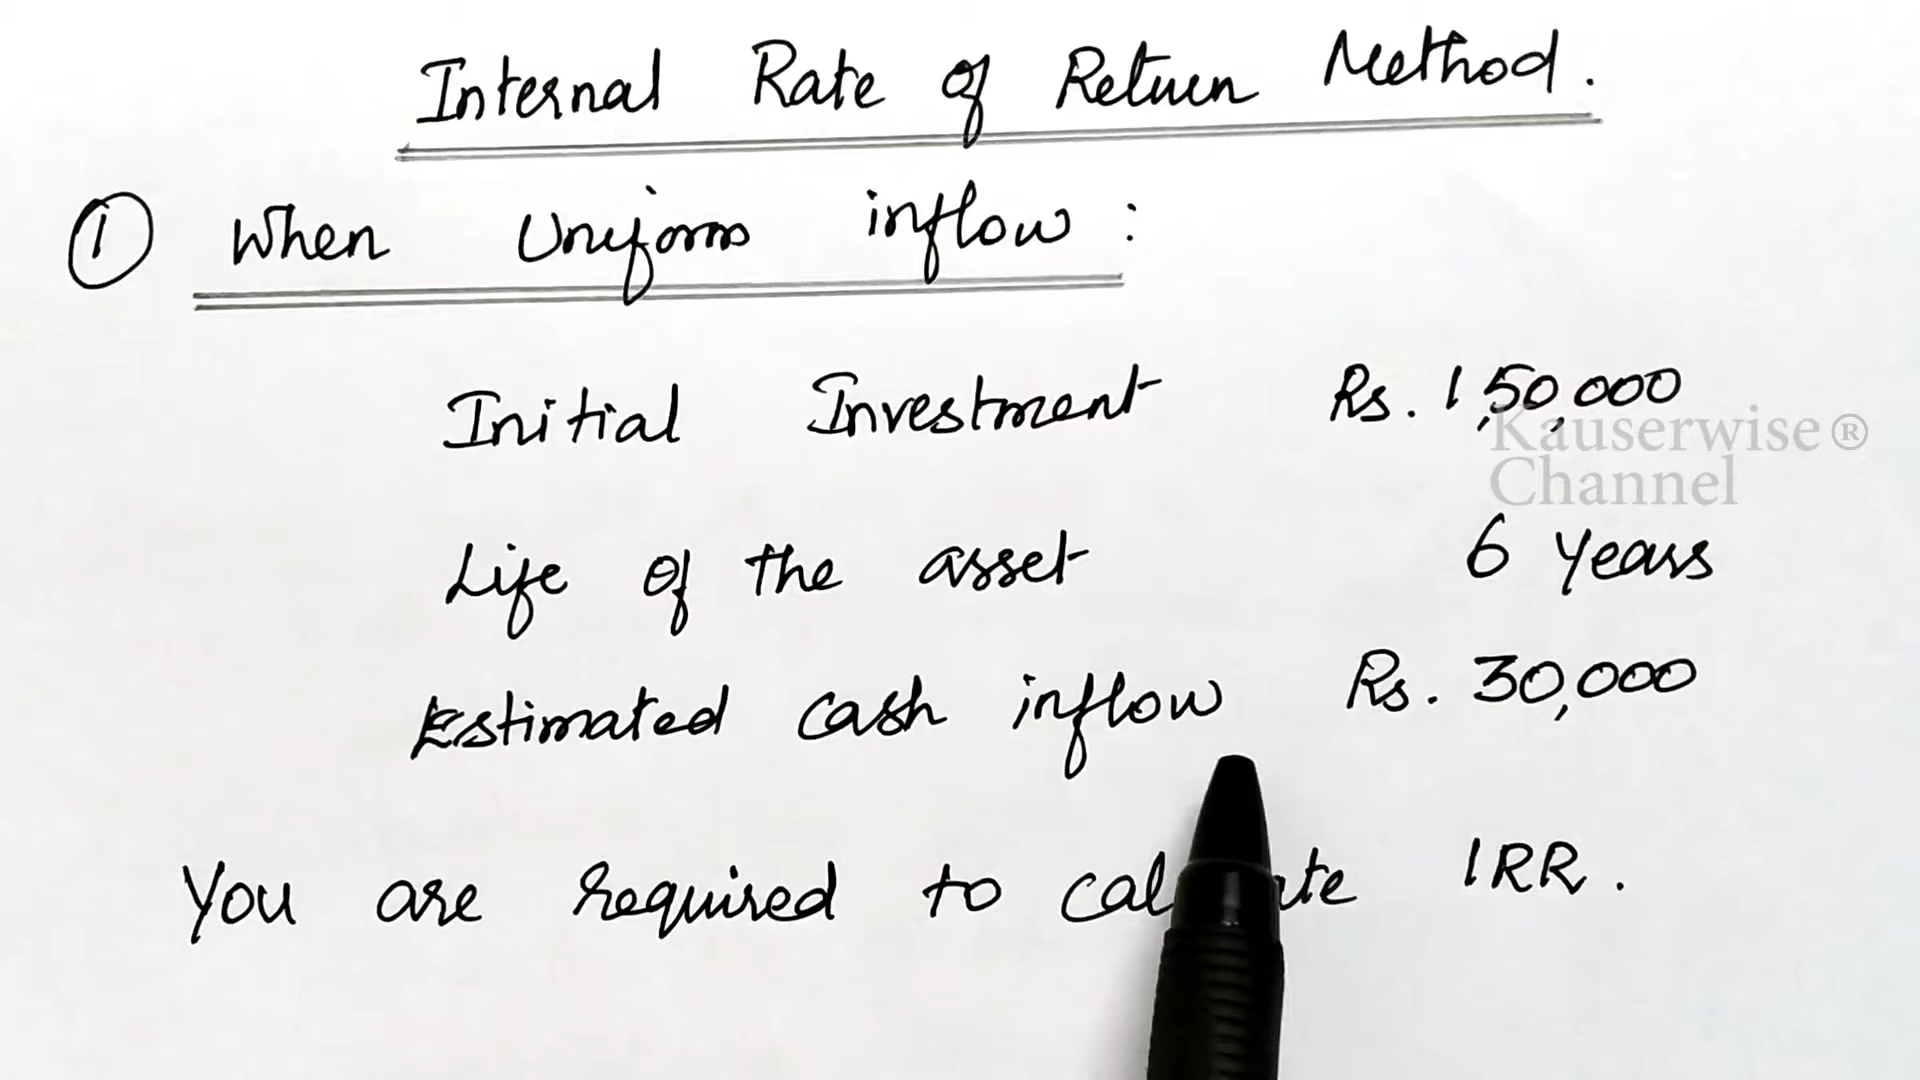 Internal Rate of Return Method.
① When Uniform inflow :
Initial Investment Rs. 1,50,000
Kauserwise®
Channel
Life of the asset 6 Years
Estimated cash inflow Rs. 30,000
You are required to IRR.